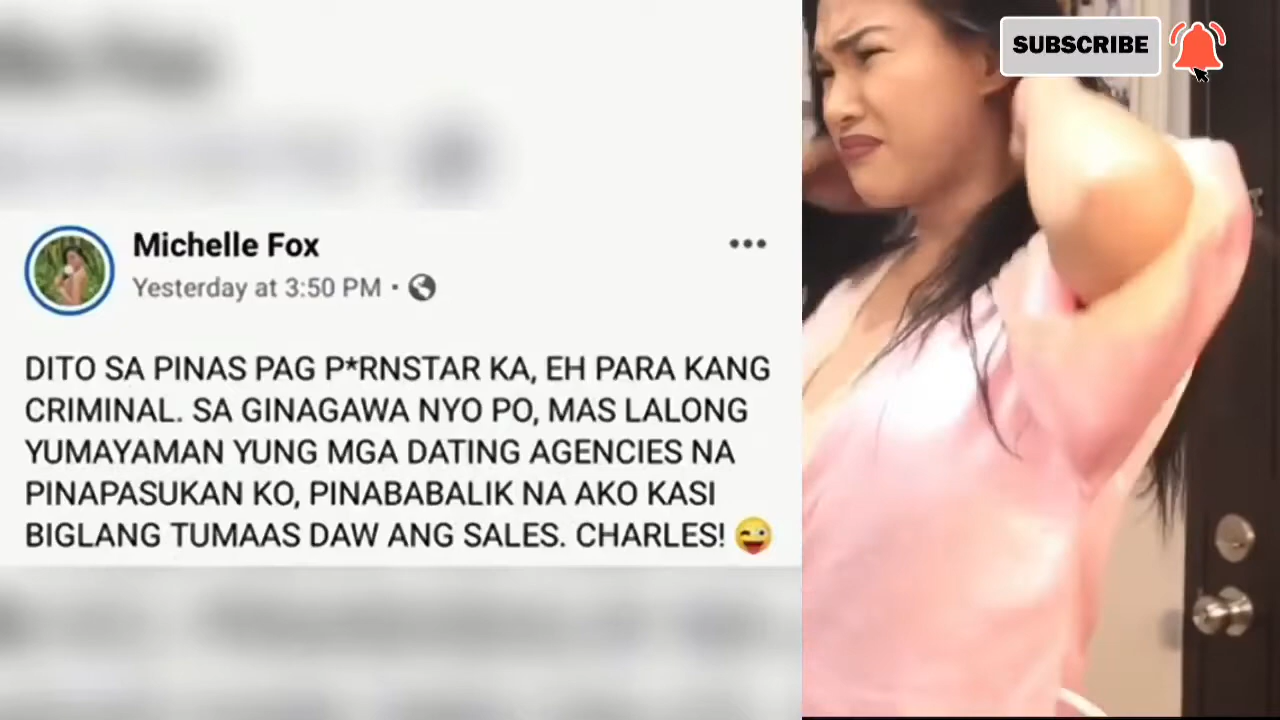 SUBSCRIBE
Michelle Fox
Yesterday at 3:50 PM ·
DITO SA PINAS PAG P*RNSTAR KA, EH PARA KANG
CRIMINAL. SA GINAGAWA NYO PO, MAS LALONG
YUMAYAMAN YUNG MGA DATING AGENCIES NA
PINAPASUKAN KO, PINABABALIK NA AKO KASI
BIGLANG TUMAAS DAW ANG SALES. CHARLES! 😜